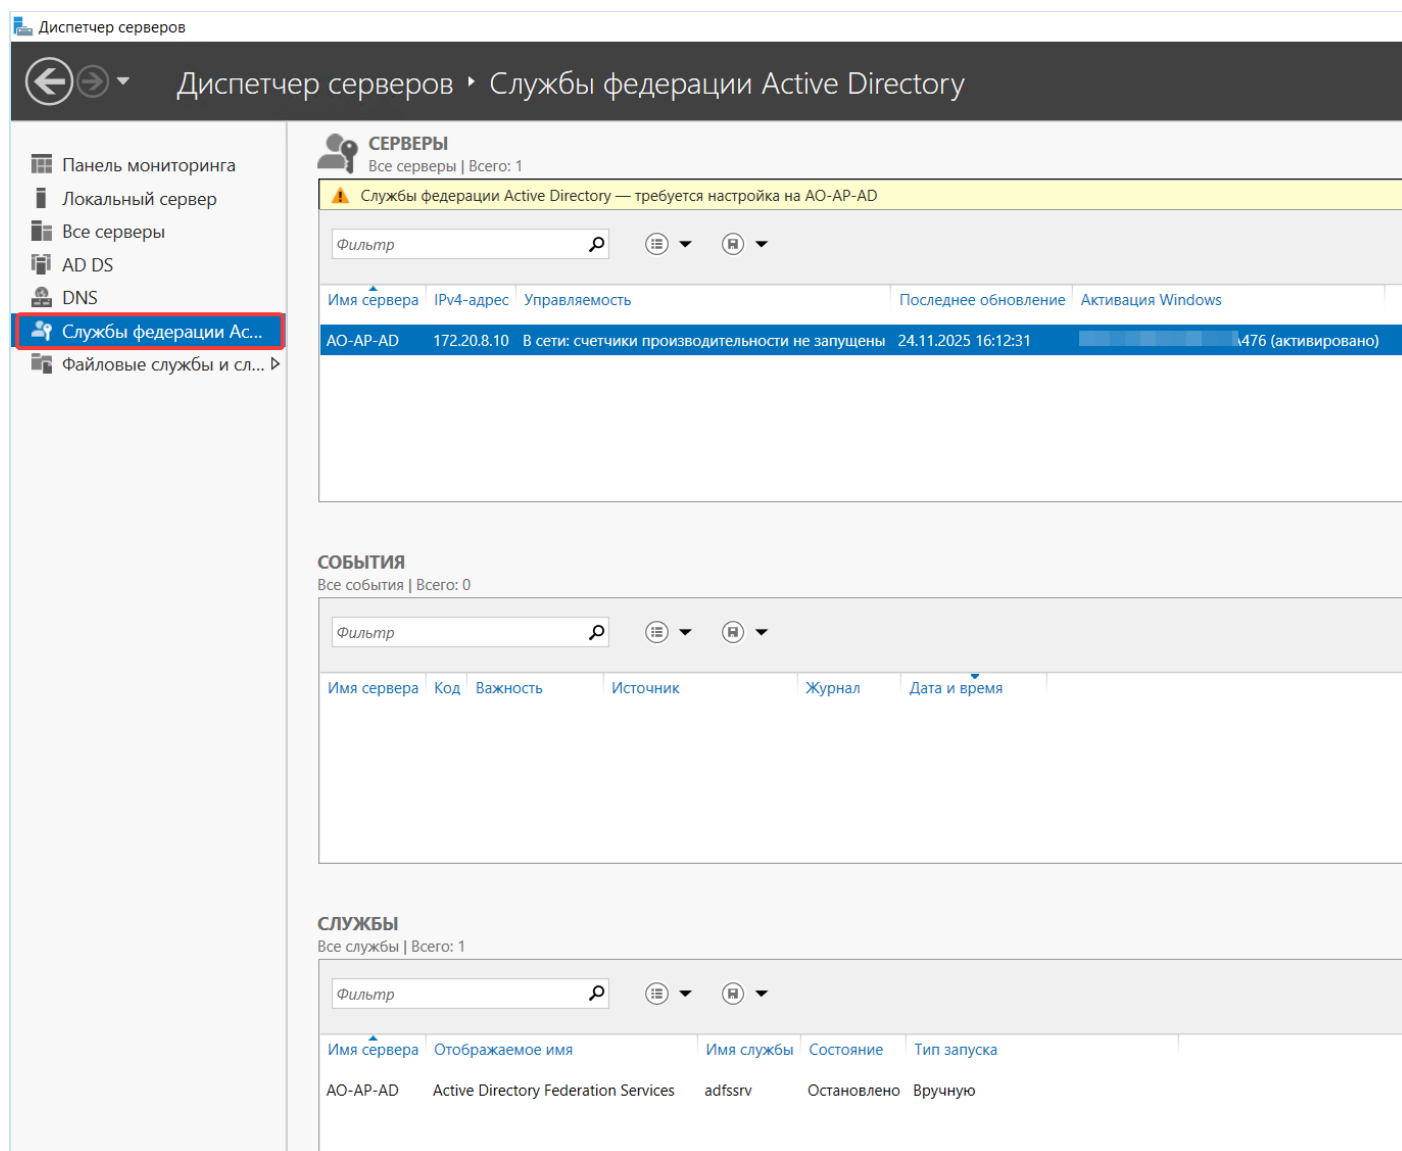 Диспетчер серверов
Диспетчер серверов ‣ Службы федерации Active Directory
Панель мониторинга
Локальный сервер
Все серверы
AD DS
DNS
Службы федерации Ac...
Файловые службы и сл...
СЕРВЕРЫ
Все серверы | Всего: 1
Службы федерации Active Directory — требуется настройка на AO-AP-AD
Фильтр
Имя сервера IPv4-адрес Управляемость Последнее обновление Активация Windows
AO-AP-AD 172.20.8.10 В сети: счетчики производительности не запущены 24.11.2025 16:12:31 476 (активировано)
СОБЫТИЯ
Все события | Всего: 0
Фильтр
Имя сервера Код Важность Источник Журнал Дата и время
СЛУЖБЫ
Все службы | Всего: 1
Фильтр
Имя сервера Отображаемое имя Имя службы Состояние Тип запуска
AO-AP-AD Active Directory Federation Services adfssrv Остановлено Вручную